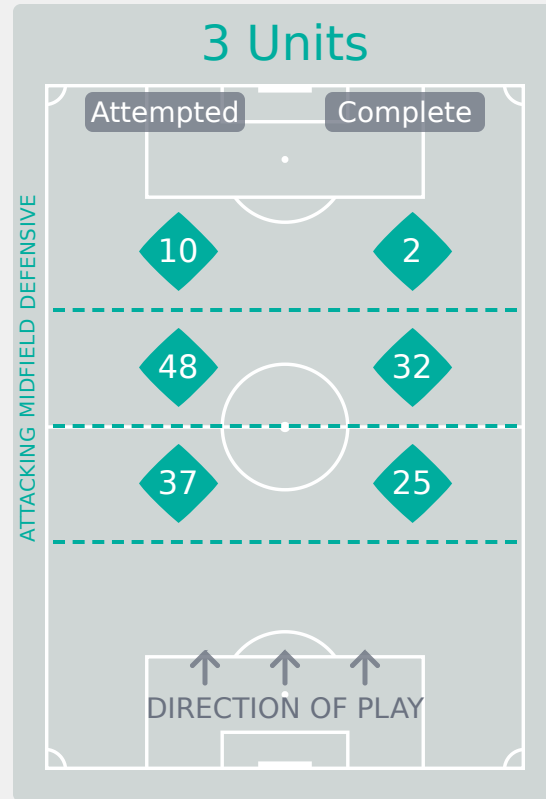 3 Units
Attempted Complete
10 2
48 32
37 25
ATTACKING MIDFIELD DEFENSIVE
DIRECTION OF PLAY